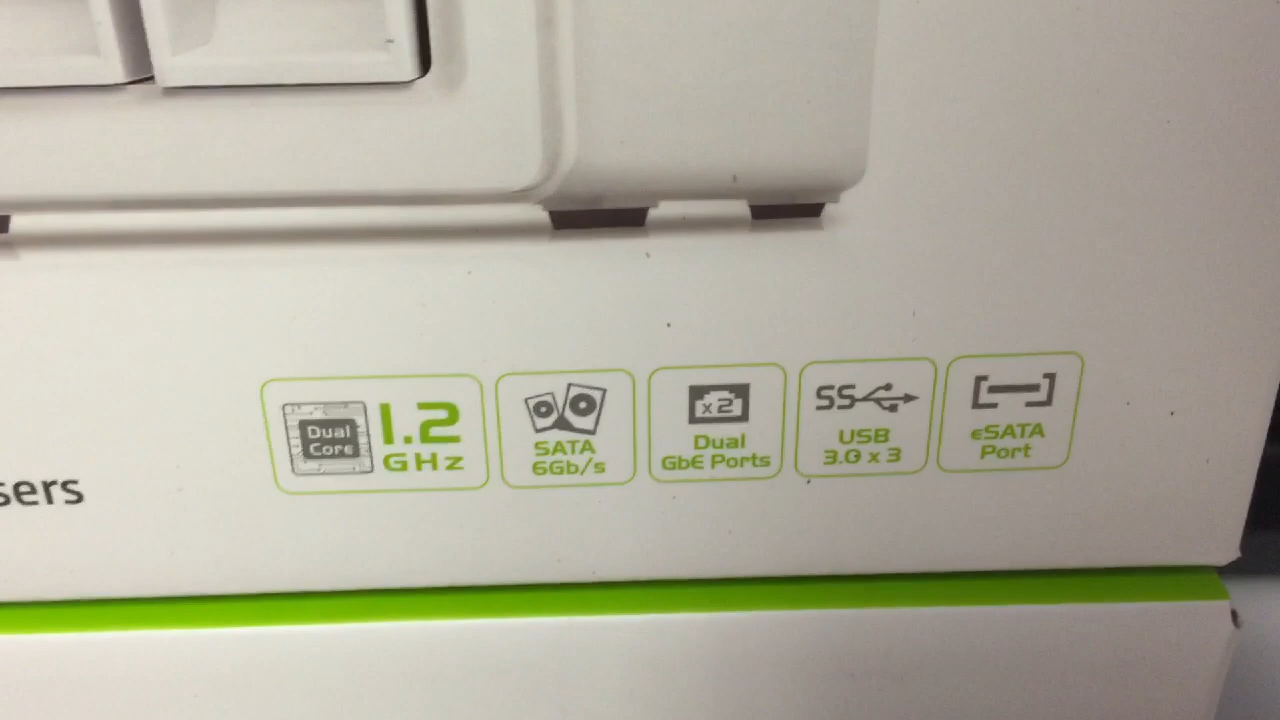 Dual
Core
1.2
GHz
SATA
6Gb/s
x2
Dual
GbE Ports
SS
USB
3.0 x 3
eSATA
Port
sers